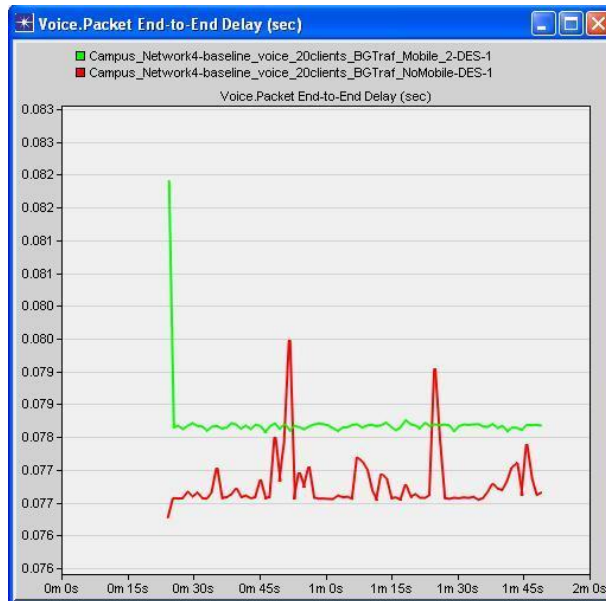 Voice.Packet End-to-End Delay (sec)
Campus_Network4-baseline_voice_20clients_BGTraf_Mobile_2-DES-1
Campus_Network4-baseline_voice_20clients_BGTraf_NoMobile-DES-1
Voice.Packet End-to-End Delay (sec)
0.083
0.083
0.082
0.081
0.081
0.080
0.080
0.079
0.079
0.078
0.077
0.077
0.076
0.076
0m 0s 0m 15s 0m 30s 0m 45s 1m 0s 1m 15s 1m 30s 1m 45s 2m 0s